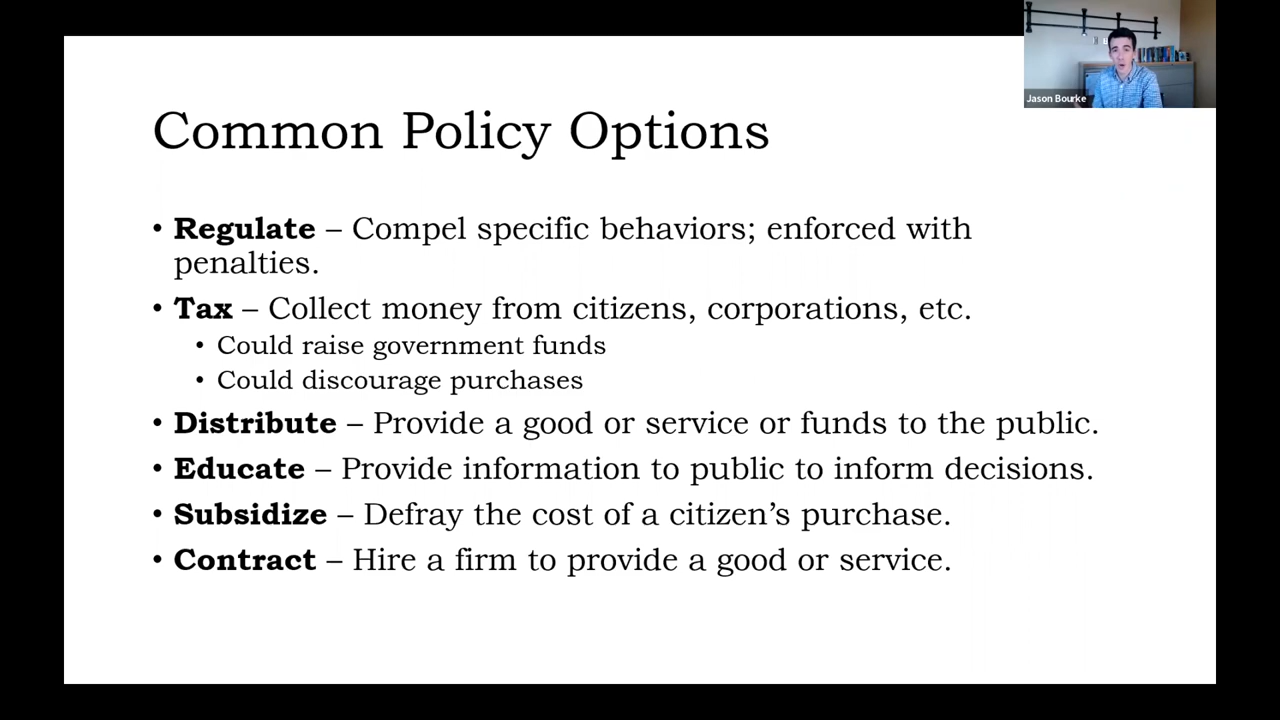 Jason Bourke
Common Policy Options
• Regulate – Compel specific behaviors; enforced with
penalties.
• Tax – Collect money from citizens, corporations, etc.
• Could raise government funds
• Could discourage purchases
• Distribute – Provide a good or service or funds to the public.
• Educate – Provide information to public to inform decisions.
• Subsidize – Defray the cost of a citizen’s purchase.
• Contract – Hire a firm to provide a good or service.